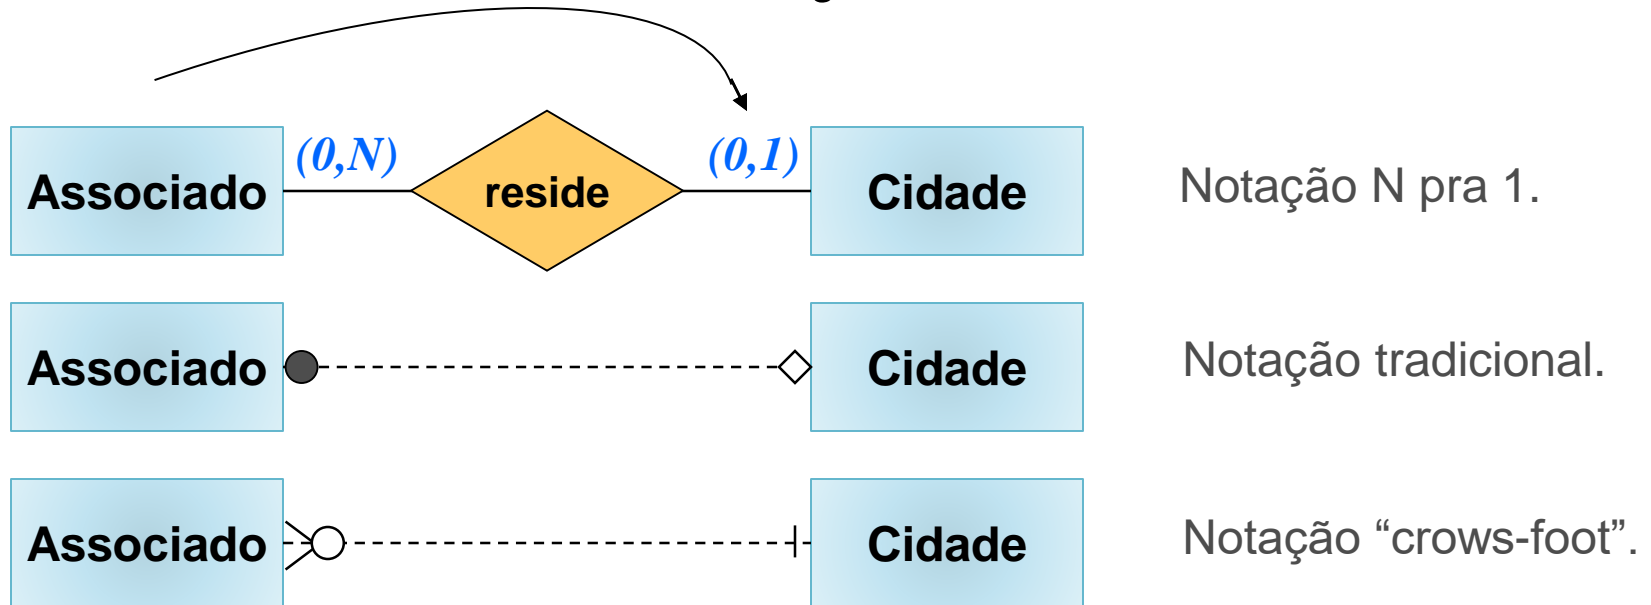 (0,N) (0,1)
Associado reside Cidade Notação N pra 1.
Associado Cidade Notação tradicional.
Associado Cidade Notação “crows-foot”.